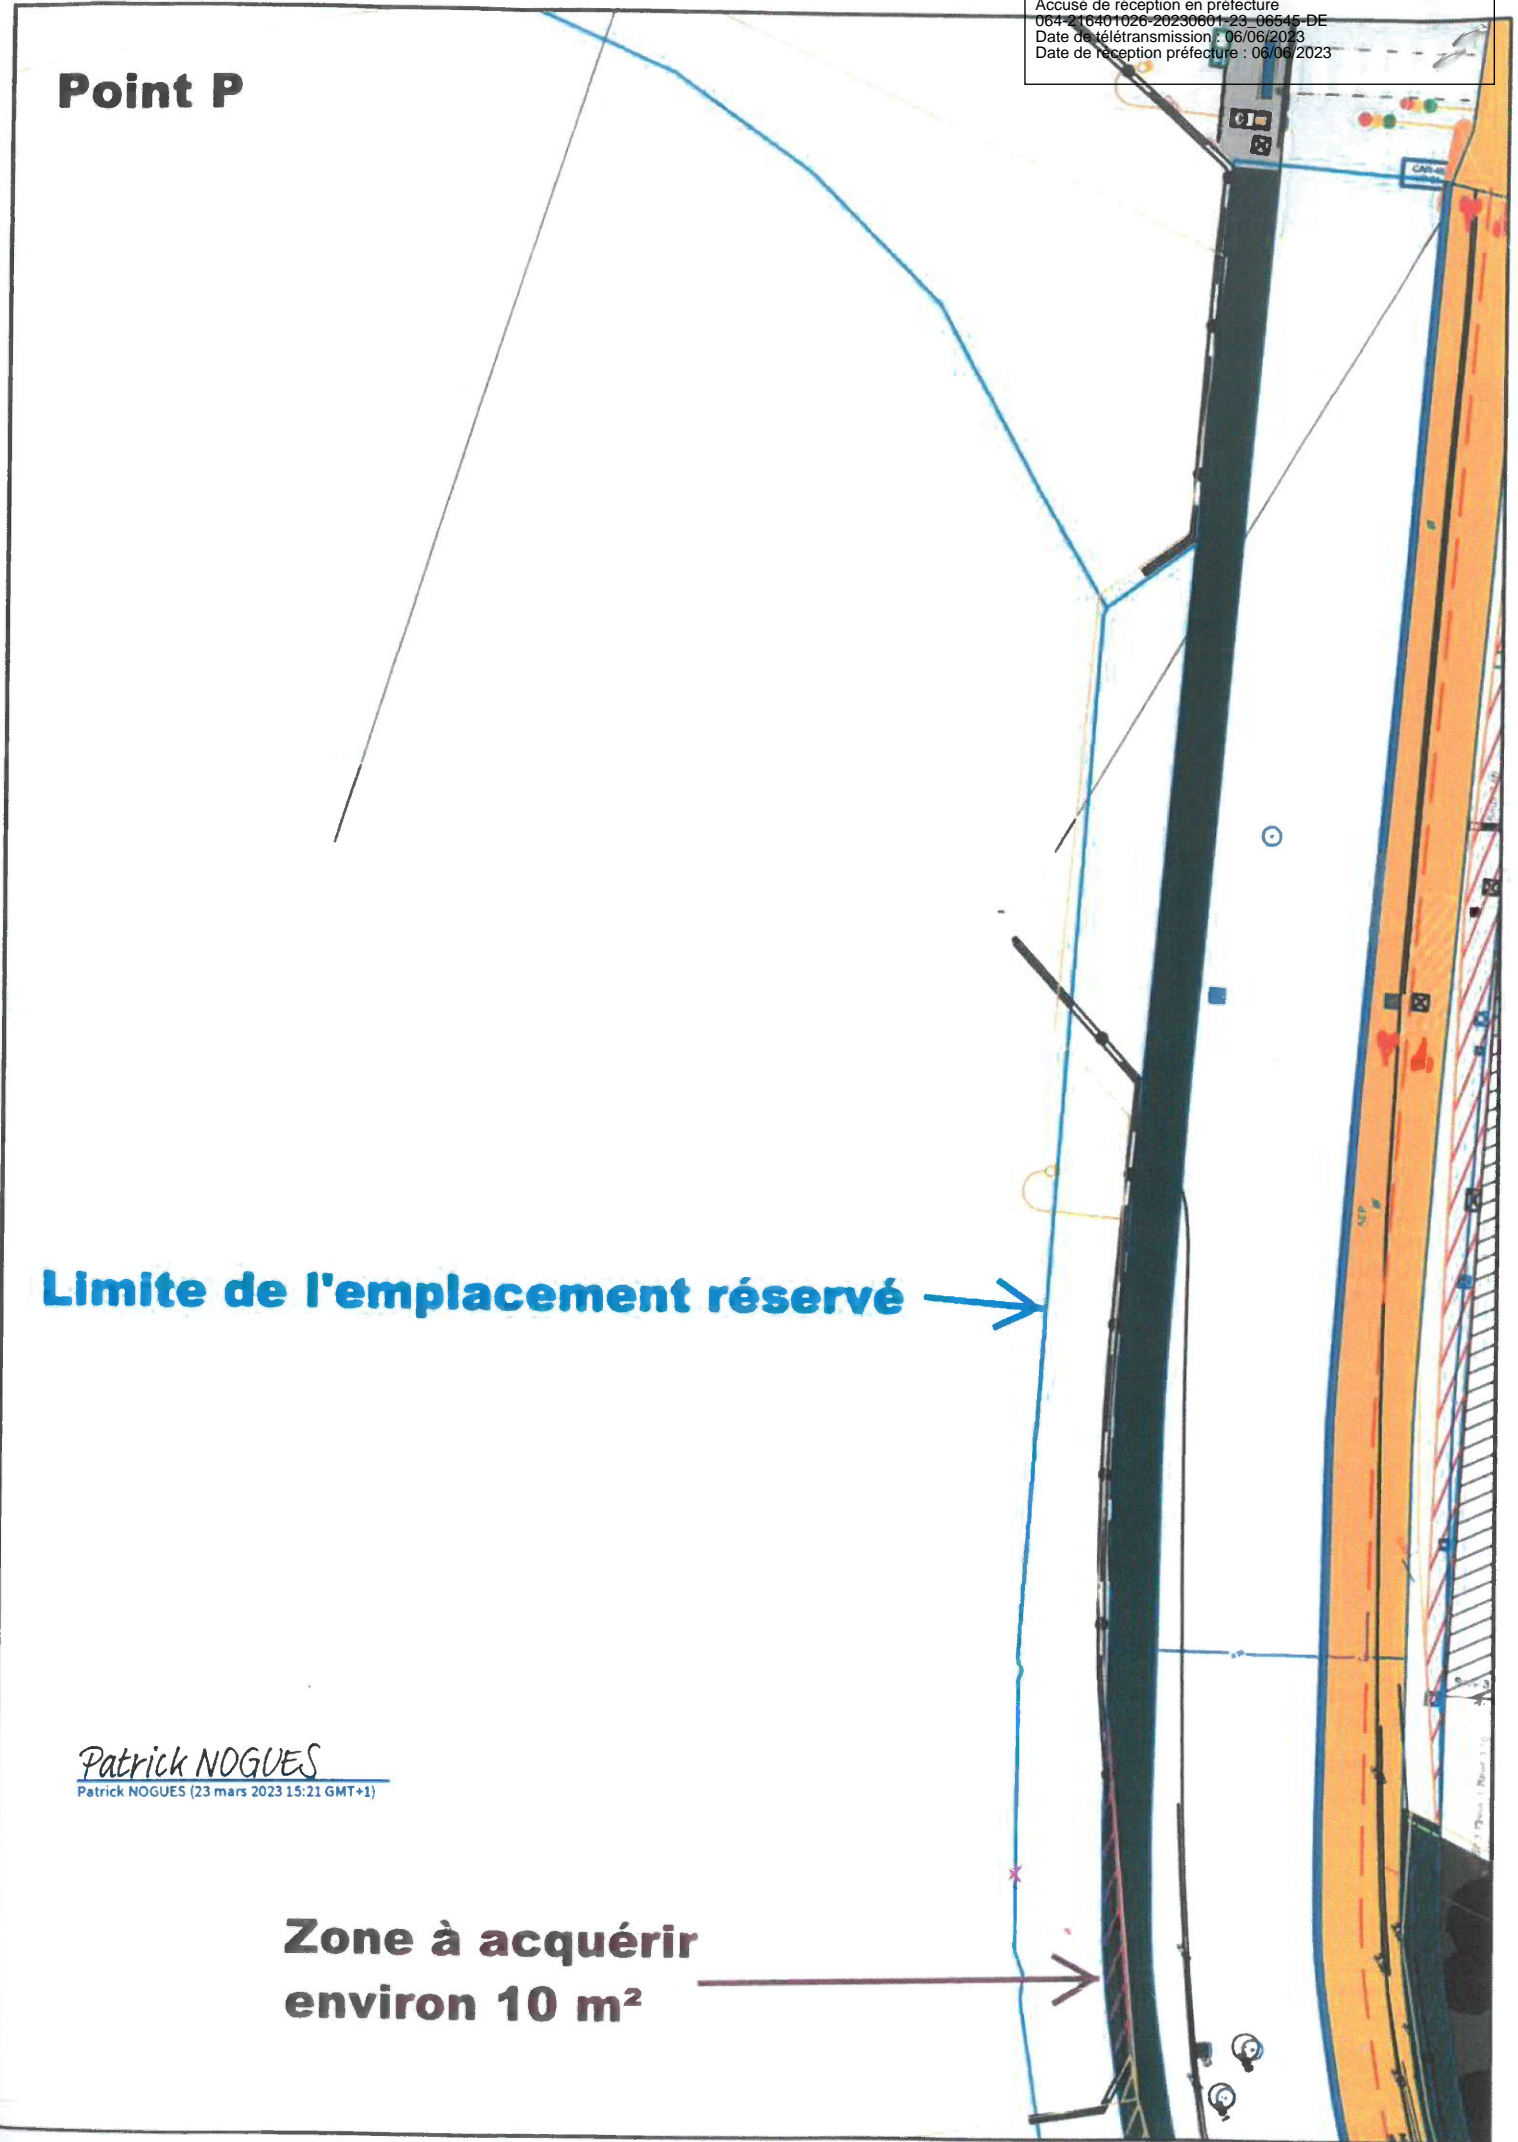 Accusé de réception en préfecture
064-216401026-20230601-23_06545-DE
Date de télétransmission : 06/06/2023
Date de réception préfecture : 06/06/2023
Point P
AEP
Limite de l'emplacement réservé
Patrick NOGUES
Patrick NOGUES (23 mars 2023 15:21 GMT+1)
Zone à acquérir
environ 10 m²